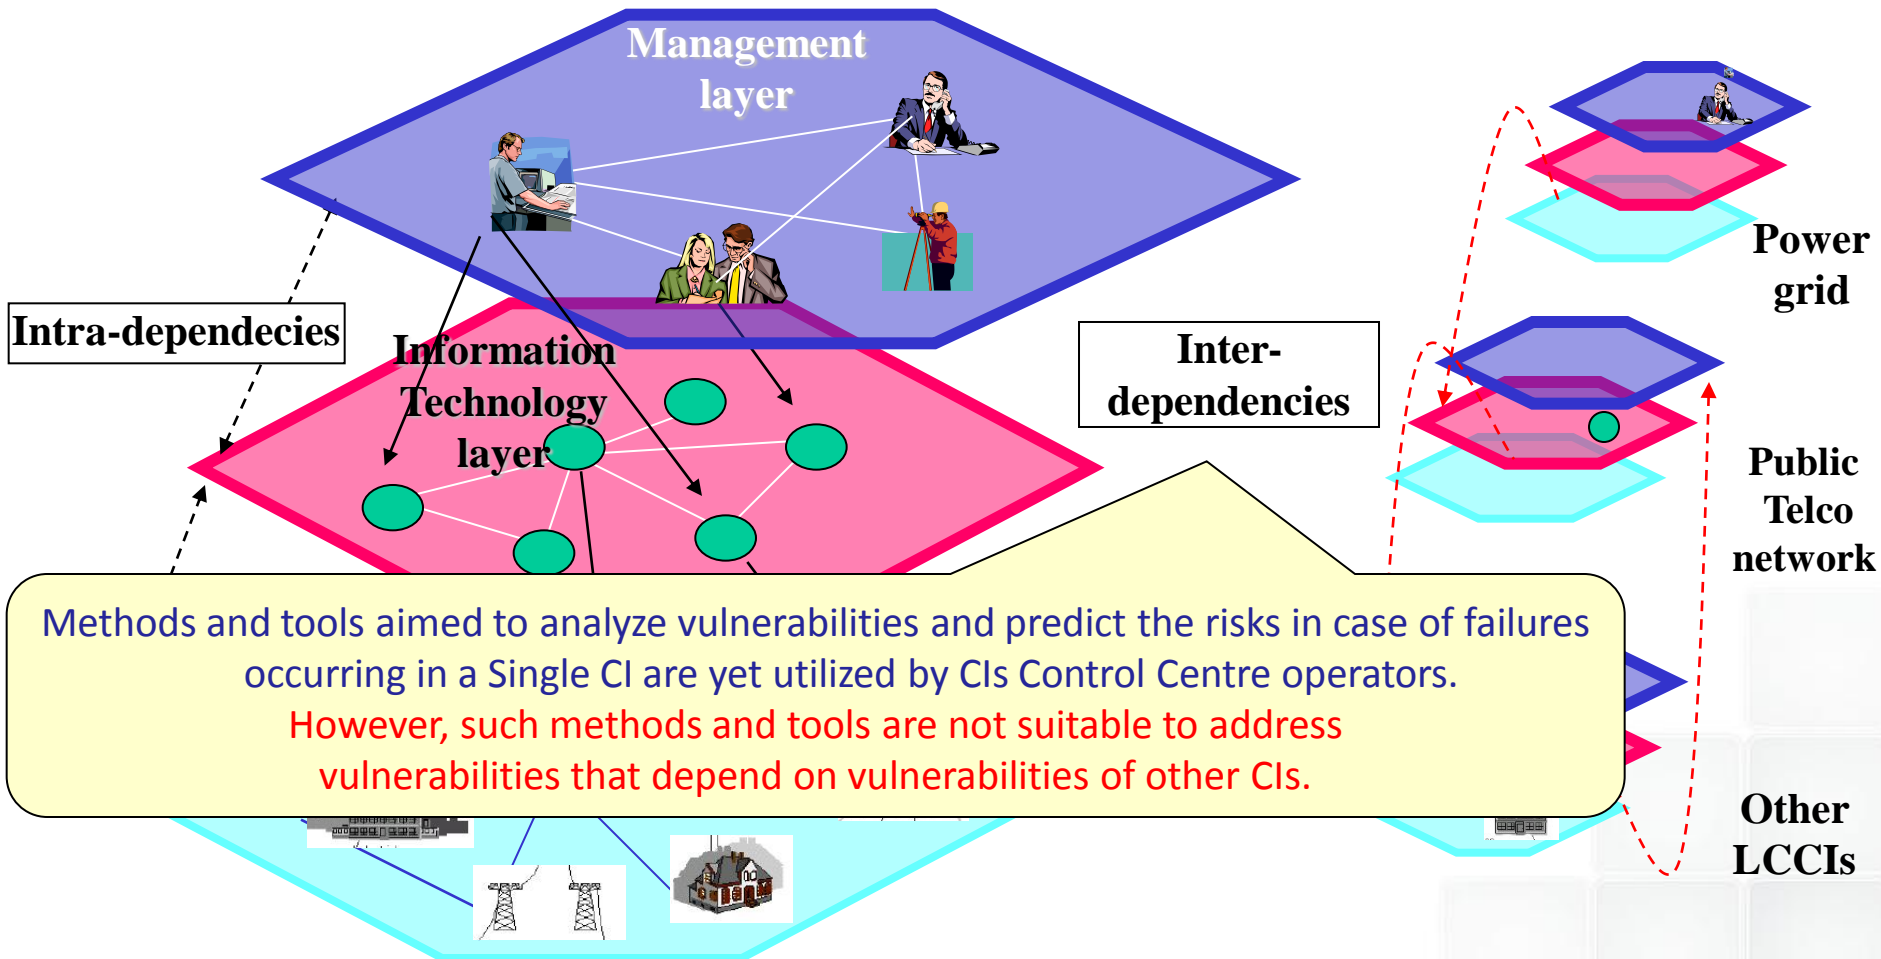 Management
layer
Intra-dependecies
Information
Technology
layer
Inter-
dependencies
Power
grid
Public
Telco
network
Methods and tools aimed to analyze vulnerabilities and predict the risks in case of failures
occurring in a Single CI are yet utilized by CIs Control Centre operators.
However, such methods and tools are not suitable to address
vulnerabilities that depend on vulnerabilities of other CIs.
Other
LCCIs